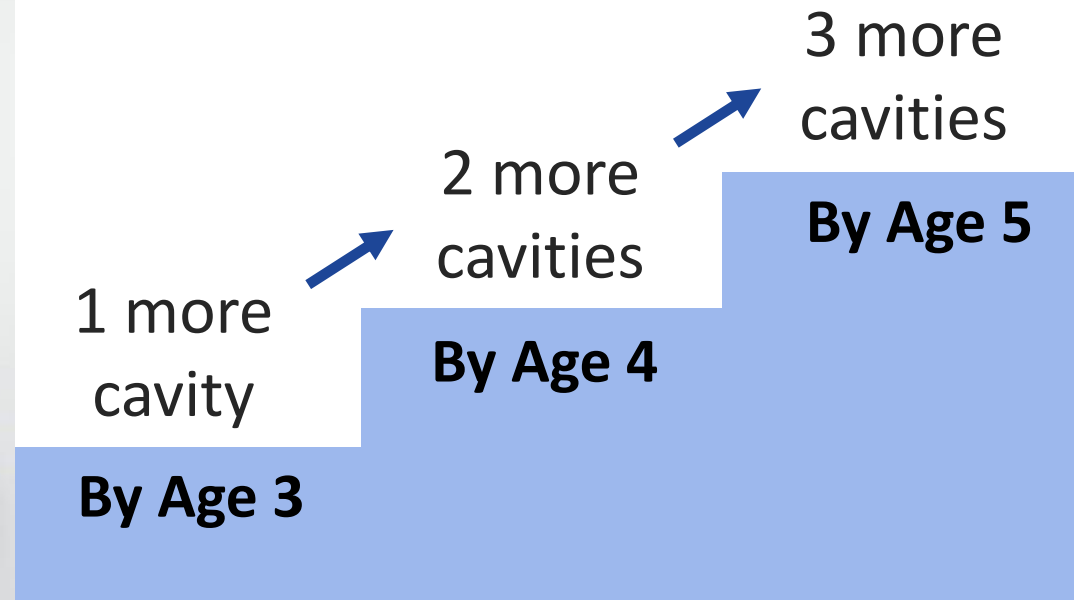 1 more
cavity
By Age 3
2 more
cavities
By Age 4
3 more
cavities
By Age 5